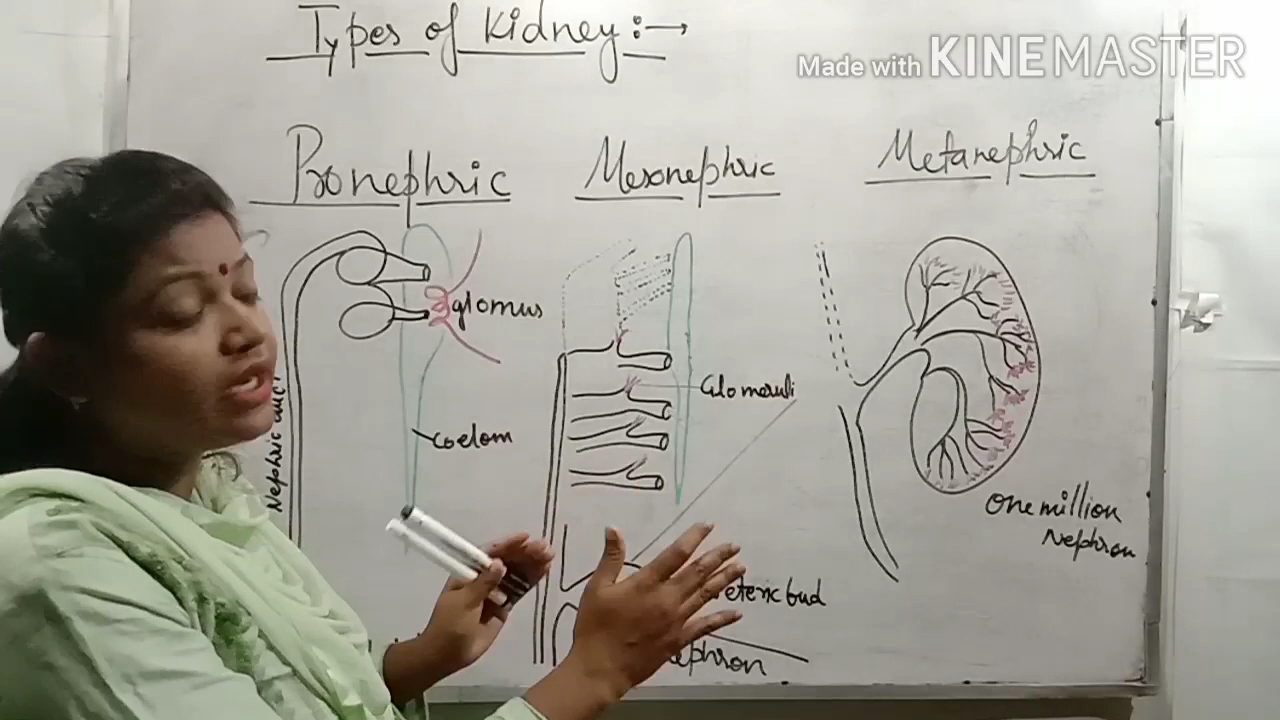 Types of Kidney :→
Made with KINEMASTER
Pronephric
Mesonephric
Metanephric
glomus
Glomeruli
Coelom
Nephric duct
One million
Nephron
eteric bud
ephron